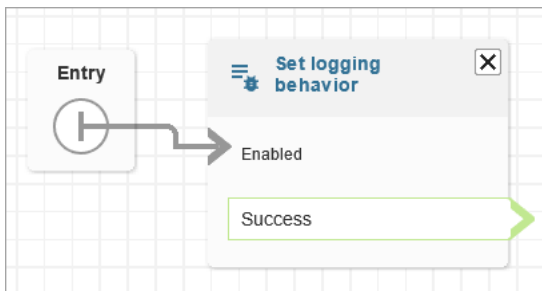 Entry
Set logging
behavior
Enabled
Success